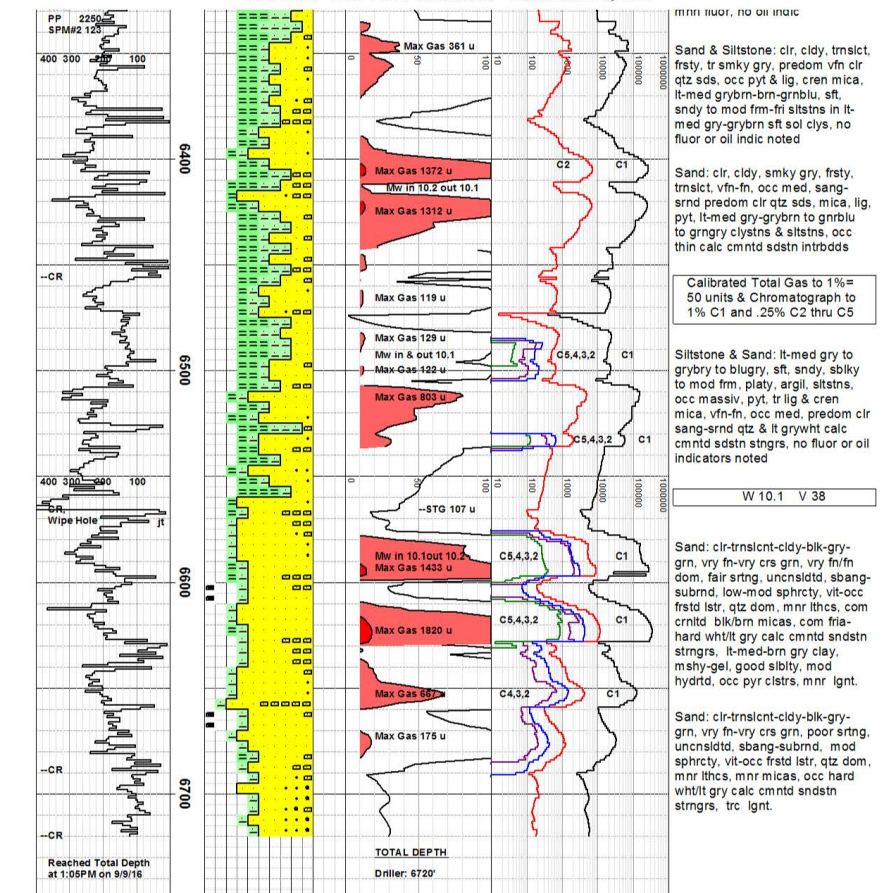 PP 2250
SPM#2 123
400 300 200 100
--CR
400 300 200 100
CR,
Wipe Hole jt
--CR
--CR
Reached Total Depth
at 1:05PM on 9/9/16
6400
6500
6600
6700
0 50 100
Max Gas 361 u
Max Gas 1372 u
Mw in 10.2 out 10.1
Max Gas 1312 u
Max Gas 119 u
Max Gas 129 u
Mw in & out 10.1
Max Gas 122 u
Max Gas 803 u
0 50 100
--STG 107 u
Mw in 10.1out 10.2
Max Gas 1433 u
Max Gas 1820 u
Max Gas 667
Max Gas 175 u
TOTAL DEPTH
Driller: 6720'
C2 C1
C5,4,3,2 C1
C5,4,3,2 C1
C5,4,3,2 C1
C5,4,3,2 C1
C4,3,2 C1
mnr fluor, no oil indic
Sand & Siltstone: clr, cldy, trnslct,
frsty, tr smky gry, predom vfn clr
qtz sds, occ pyt & lig, cren mica,
lt-med grybrn-brn-grnblu, sft,
sndy to mod frm-fri sltstns in lt-
med gry-grybrn sft sol clys, no
fluor or oil indic noted
Sand: clr, cldy, smky gry, frsty,
trnslct, vfn-fn, occ med, sang-
srnd predom clr qtz sds, mica, lig,
pyt, lt-med gry-grybrn to gnrblu
to grngry clystns & sltstns, occ
thin calc cmntd sdstn intrbdds
Calibrated Total Gas to 1%=
50 units & Chromatograph to
1% C1 and .25% C2 thru C5
Siltstone & Sand: lt-med gry to
grybry to blugry, sft, sndy, sblky
to mod frm, platy, argil, sltstns,
occ massiv, pyt, tr lig & cren
mica, vfn-fn, occ med, predom clr
sang-srnd qtz & lt grywht calc
cmntd sdstn stngrs, no fluor or oil
indicators noted
W 10.1 V 38
Sand: clr-trnslcnt-cldy-blk-gry-
grn, vry fn-vry crs grn, vry fn/fn
dom, fair srtng, uncnsldtd, sbang-
subrnd, low-mod sphrcty, vit-occ
frstd lstr, qtz dom, mnr lthcs, com
crnltd blk/brn micas, com fria-
hard wht/lt gry calc cmntd sndstn
strngrs, lt-med-brn gry clay,
mshy-gel, good slblty, mod
hydrtd, occ pyr clstrs, mnr lgnt.
Sand: clr-trnslcnt-cldy-blk-gry-
grn, vry fn-vry crs grn, poor srtng,
uncnsldtd, sbang-subrnd, mod
sphrcty, vit-occ frstd lstr, qtz dom,
mnr lthcs, mnr micas, occ hard
wht/lt gry calc cmntd sndstn
strngrs, trc lgnt.